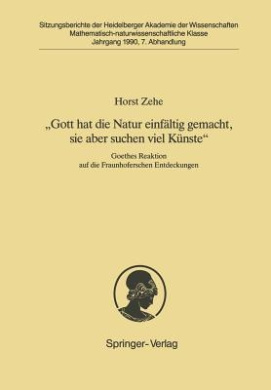 Sitzungsberichte der Heidelberger Akademie der Wissenschaften
Mathematisch-naturwissenschaftliche Klasse
Jahrgang 1990, 7. Abhandlung
Horst Zehe
„Gott hat die Natur einfältig gemacht,
sie aber suchen viel Künste“
Goethes Reaktion
auf die Fraunhoferschen Entdeckungen
Springer-Verlag